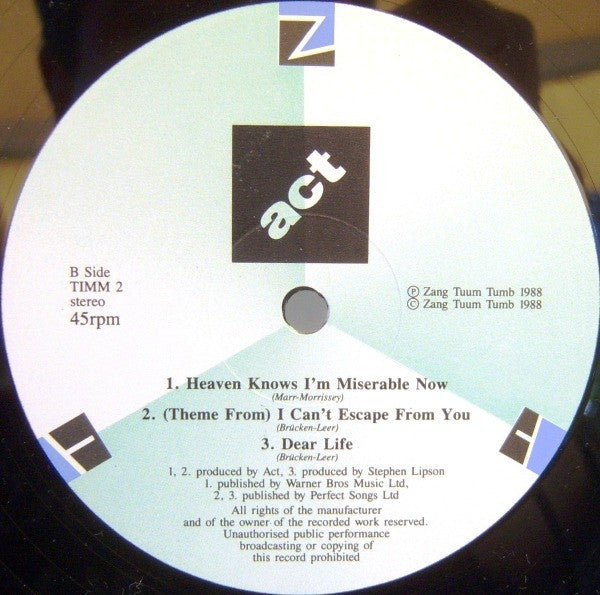 Z
act
B Side
TIMM 2
stereo
45rpm
Ⓟ Zang Tuum Tumb 1988
Ⓒ Zang Tuum Tumb 1988
1. Heaven Knows I'm Miserable Now
(Marr-Morrissey)
2. (Theme From) I Can't Escape From You
(Brücken-Leer)
3. Dear Life
(Brücken-Leer)
1, 2. produced by Act, 3. produced by Stephen Lipson
1. published by Warner Bros Music Ltd,
2, 3. published by Perfect Songs Ltd
All rights of the manufacturer
and of the owner of the recorded work reserved.
Unauthorised public performance
broadcasting or copying of
this record prohibited
T
T